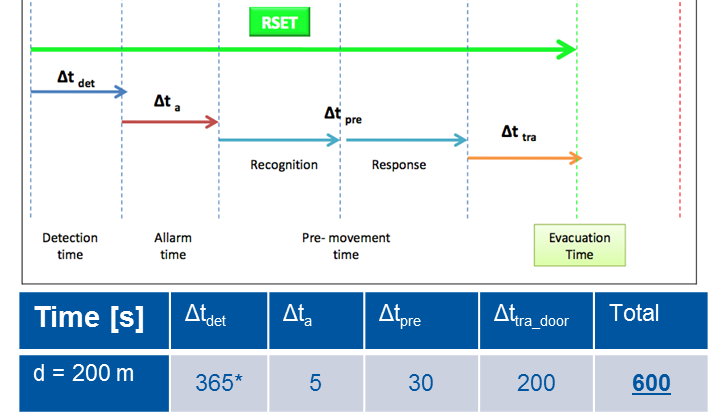 RSET
Δt det
Δt a
Δt pre
Δt tra
Recognition
Response
Detection time
Allarm time
Pre- movement time
Evacuation Time
Time [s] Δtdet Δta Δtpre Δttra_door Total
d = 200 m 365* 5 30 200 600